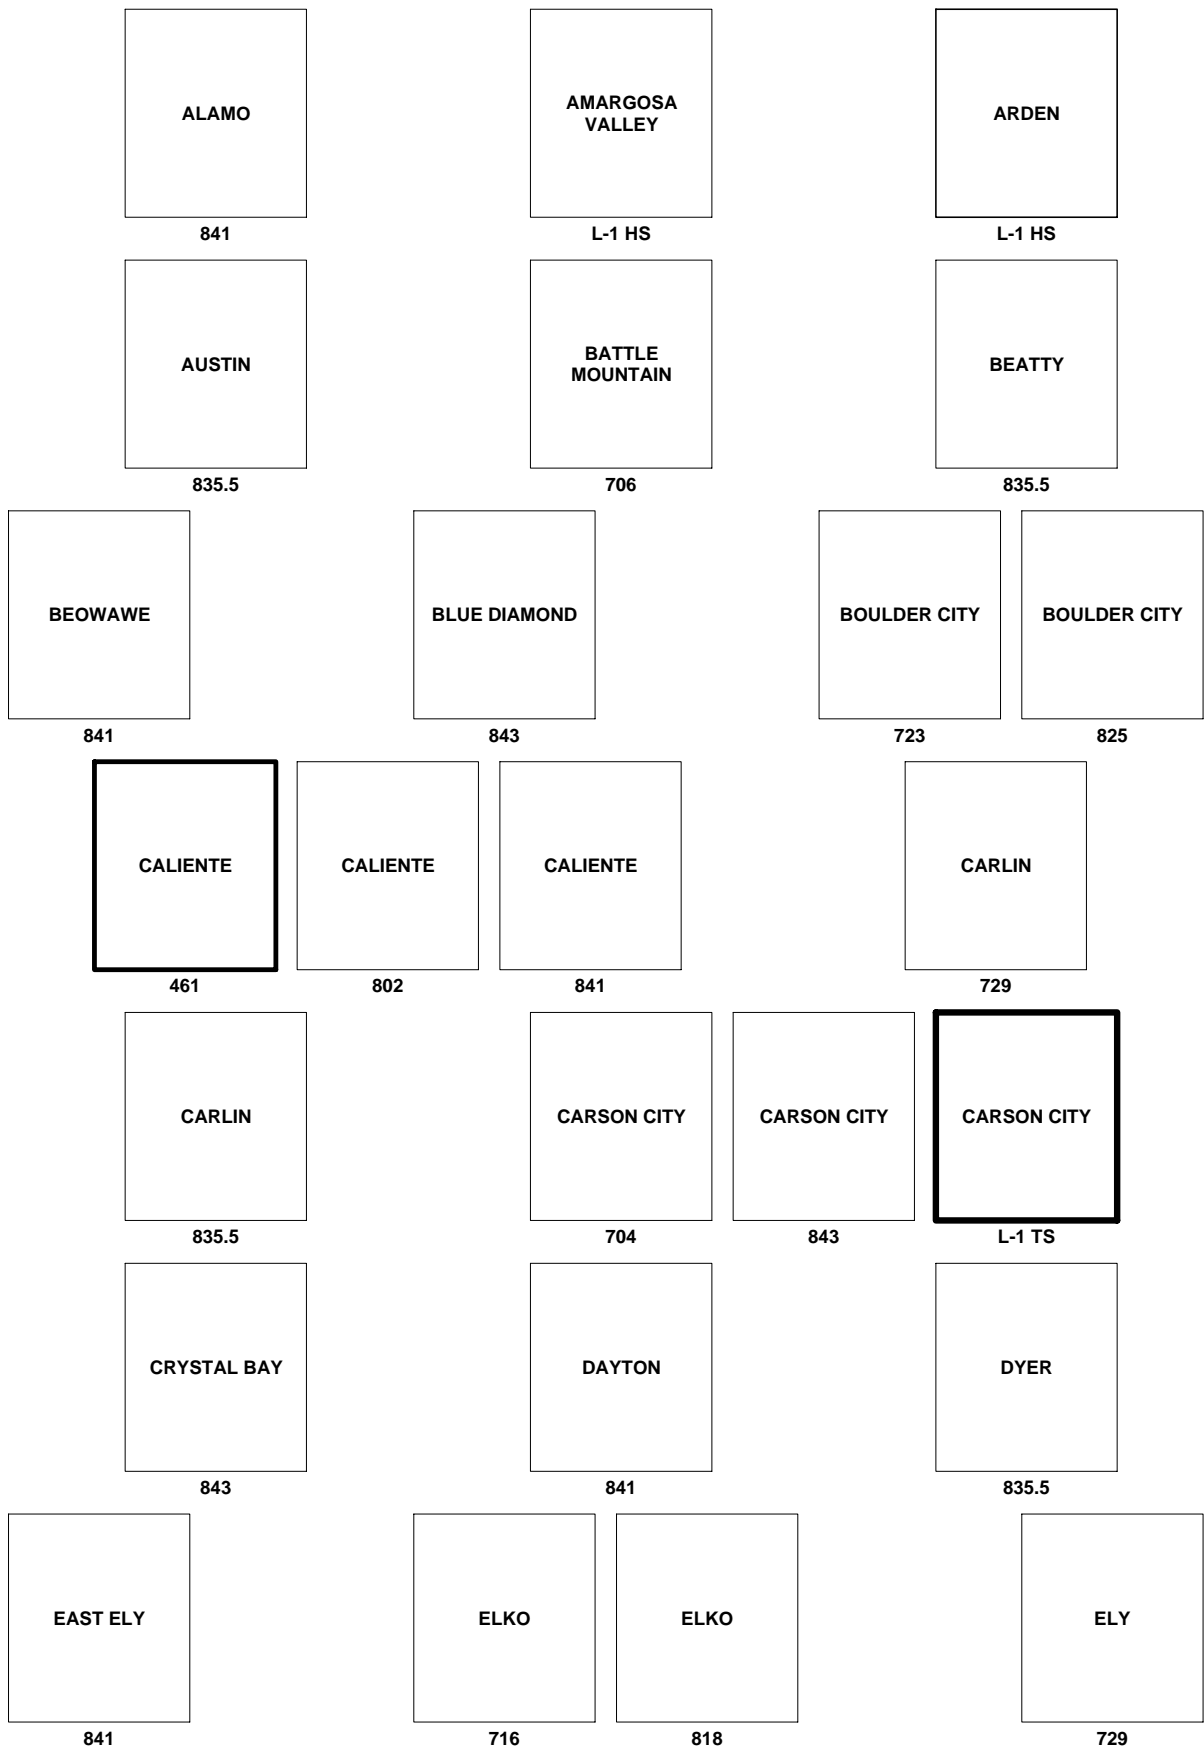 ALAMO
841
AMARGOSA
VALLEY
L-1 HS
ARDEN
L-1 HS
AUSTIN
835.5
BATTLE
MOUNTAIN
706
BEATTY
835.5
BEOWAWE
841
BLUE DIAMOND
843
BOULDER CITY
723
BOULDER CITY
825
CALIENTE
461
CALIENTE
802
CALIENTE
841
CARLIN
729
CARLIN
835.5
CARSON CITY
704
CARSON CITY
843
CARSON CITY
L-1 TS
CRYSTAL BAY
843
DAYTON
841
DYER
835.5
EAST ELY
841
ELKO
716
ELKO
818
ELY
729